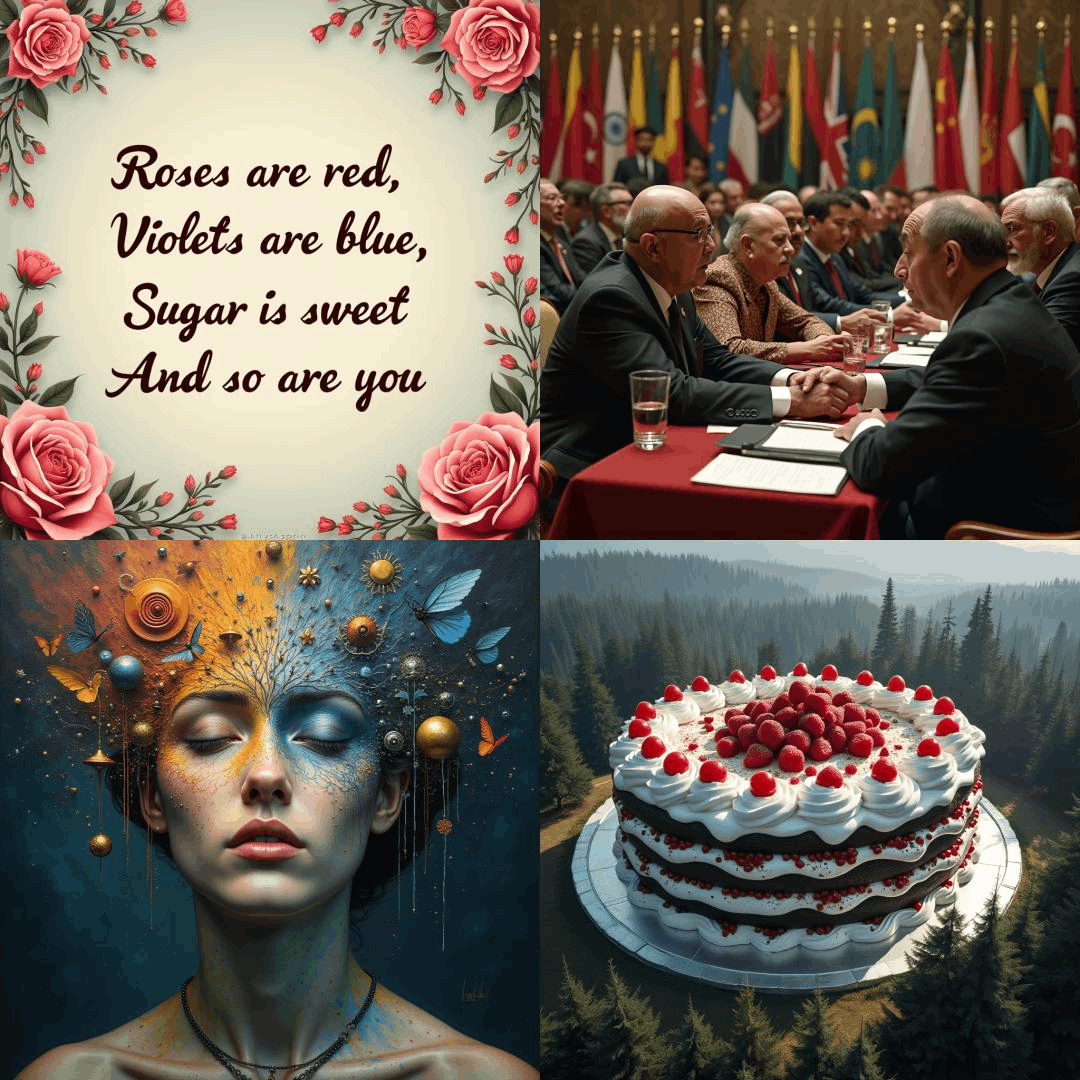 Roses are red,
Violets are blue,
Sugar is sweet
And so are you